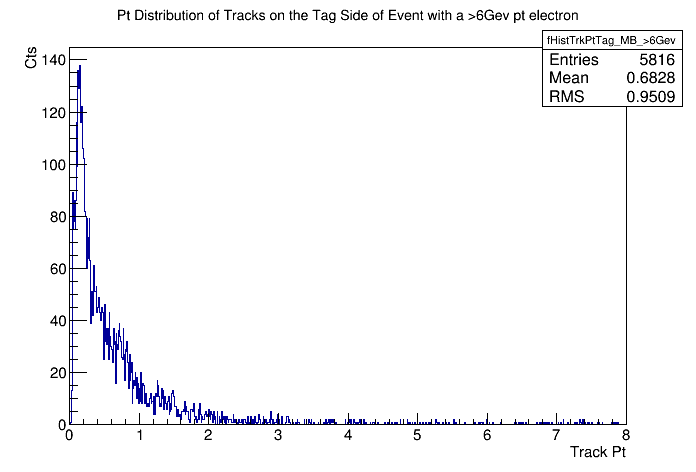 Pt Distribution of Tracks on the Tag Side of Event with a >6Gev pt electron
fHistTrkPtTag_MB_>6Gev
Entries 5816
Mean 0.6828
RMS 0.9509
Cts
140
120
100
80
60
40
20
0
0 1 2 3 4 5 6 7 8
Track Pt